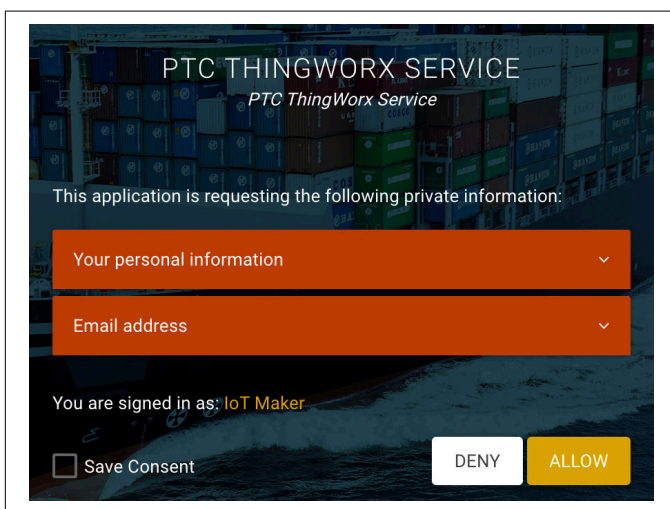 PTC THINGWORX SERVICE
PTC ThingWorx Service
This application is requesting the following private information:
Your personal information
Email address
You are signed in as: IoT Maker
Save Consent
DENY
ALLOW